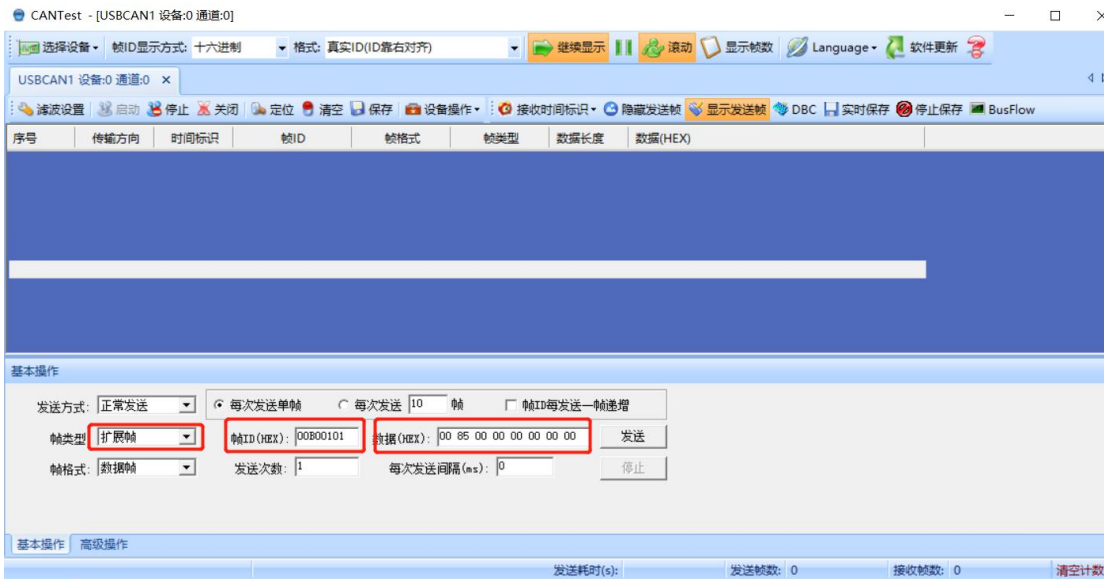 CANTest - [USBCAN1 设备:0 通道:0]
选择设备 帧ID显示方式: 十六进制 格式: 真实ID(ID靠右对齐) 继续显示 滚动 显示帧数 Language 软件更新
USBCAN1 设备:0 通道:0 ×
滤波设置 启动 停止 关闭 定位 清空 保存 设备操作 接收时间标识 隐藏发送帧 显示发送帧 DBC 实时保存 停止保存 BusFlow
序号 传输方向 时间标识 帧ID 帧格式 帧类型 数据长度 数据(HEX)
基本操作
发送方式: 正常发送 每次发送单帧 每次发送 10 帧 帧ID每发送一帧递增
帧类型 扩展帧 帧ID(HEX): 00B00101 数据(HEX): 00 85 00 00 00 00 00 00 发送
帧格式: 数据帧 发送次数: 1 每次发送间隔(ms): 0 停止
基本操作 高级操作
发送耗时(s): 发送帧数: 0 接收帧数: 0 清空计数